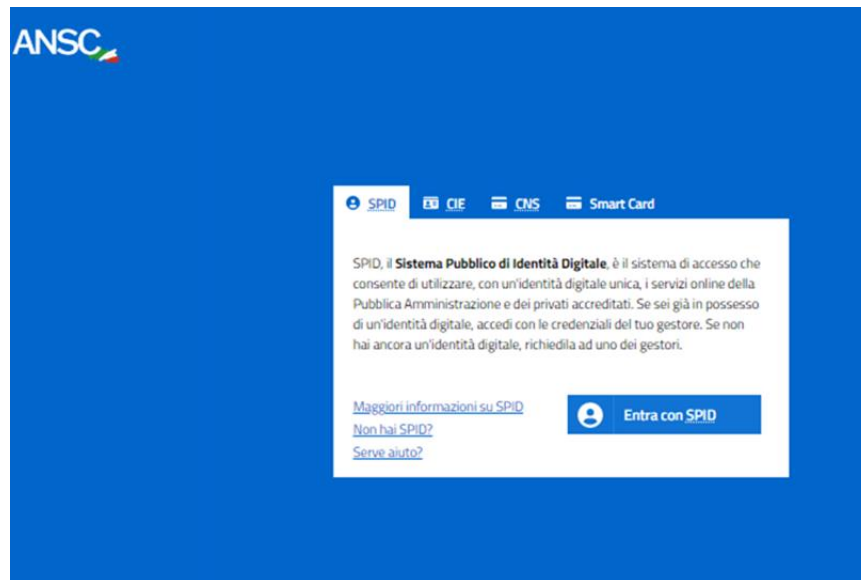 ANSC
SPID CIE CNS Smart Card
SPID, il Sistema Pubblico di Identità Digitale, è il sistema di accesso che
consente di utilizzare, con un'identità digitale unica, i servizi online della
Pubblica Amministrazione e dei privati accreditati. Se sei già in possesso
di un'identità digitale, accedi con le credenziali del tuo gestore. Se non
hai ancora un'identità digitale, richiedila ad uno dei gestori.
Maggiori informazioni su SPID
Non hai SPID?
Serve aiuto?
Entra con SPID